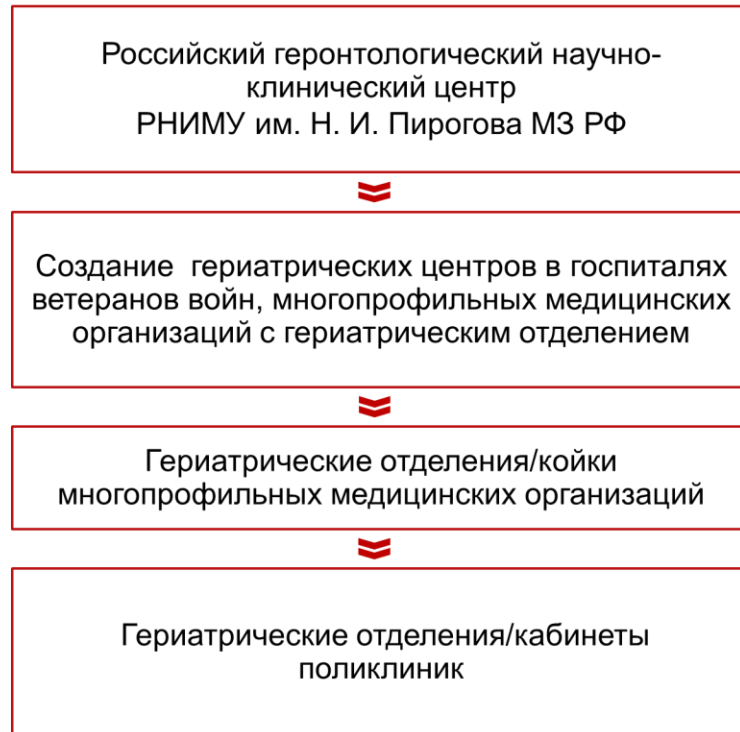 Российский геронтологический научно-
клинический центр
РНИМУ им. Н. И. Пирогова МЗ РФ
Создание  гериатрических центров в госпиталях
ветеранов войн, многопрофильных медицинских
организаций с гериатрическим отделением
Гериатрические отделения/койки
многопрофильных медицинских организаций
Гериатрические отделения/кабинеты
поликлиник